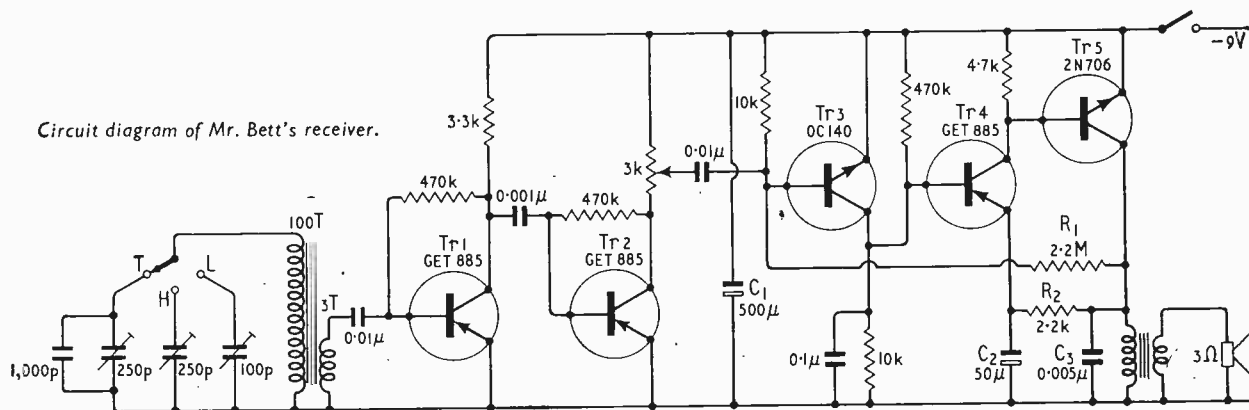 Circuit diagram of Mr. Bett's receiver.
-9V
Tr5
2N706
4·7k
10k
470k
Tr3
OC140
Tr4
GET 885
3·3k
3k
0·01μ
470k
0·001μ
470k
100T
T
L
H
Tr1
GET 885
Tr2
GET 885
R1
2·2M
3T
0·01μ
C1
500μ
R2
2·2k
1,000p
250p
250p
100p
0·1μ
10k
C2
50μ
C3
0·005μ
3Ω